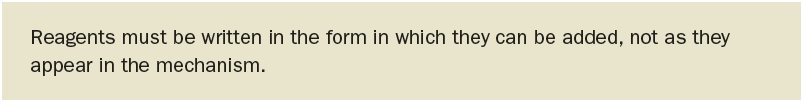 Reagents must be written in the form in which they can be added, not as they
appear in the mechanism.